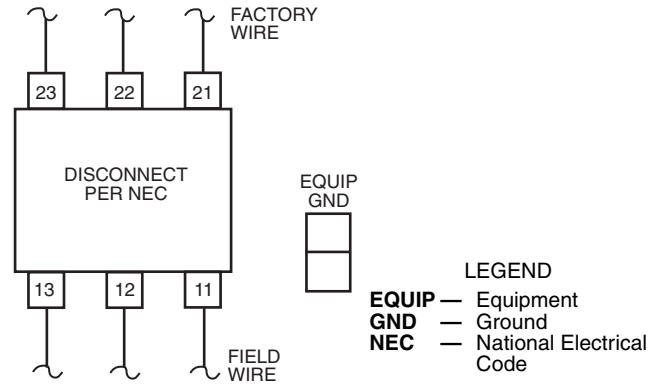 FACTORY
WIRE
23 22 21
DISCONNECT
PER NEC
EQUIP
GND
13 12 11
FIELD
WIRE
LEGEND
EQUIP — Equipment
GND — Ground
NEC — National Electrical
Code